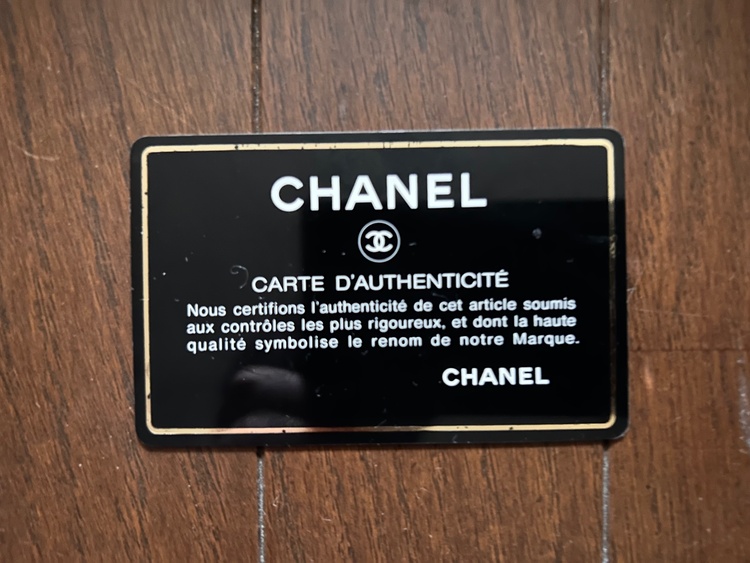 CHANEL
CARTE D'AUTHENTICITÉ
Nous certifions l'authenticité de cet article soumis
aux contrôles les plus rigoureux, et dont la haute
qualité symbolise le renom de notre Marque.
CHANEL